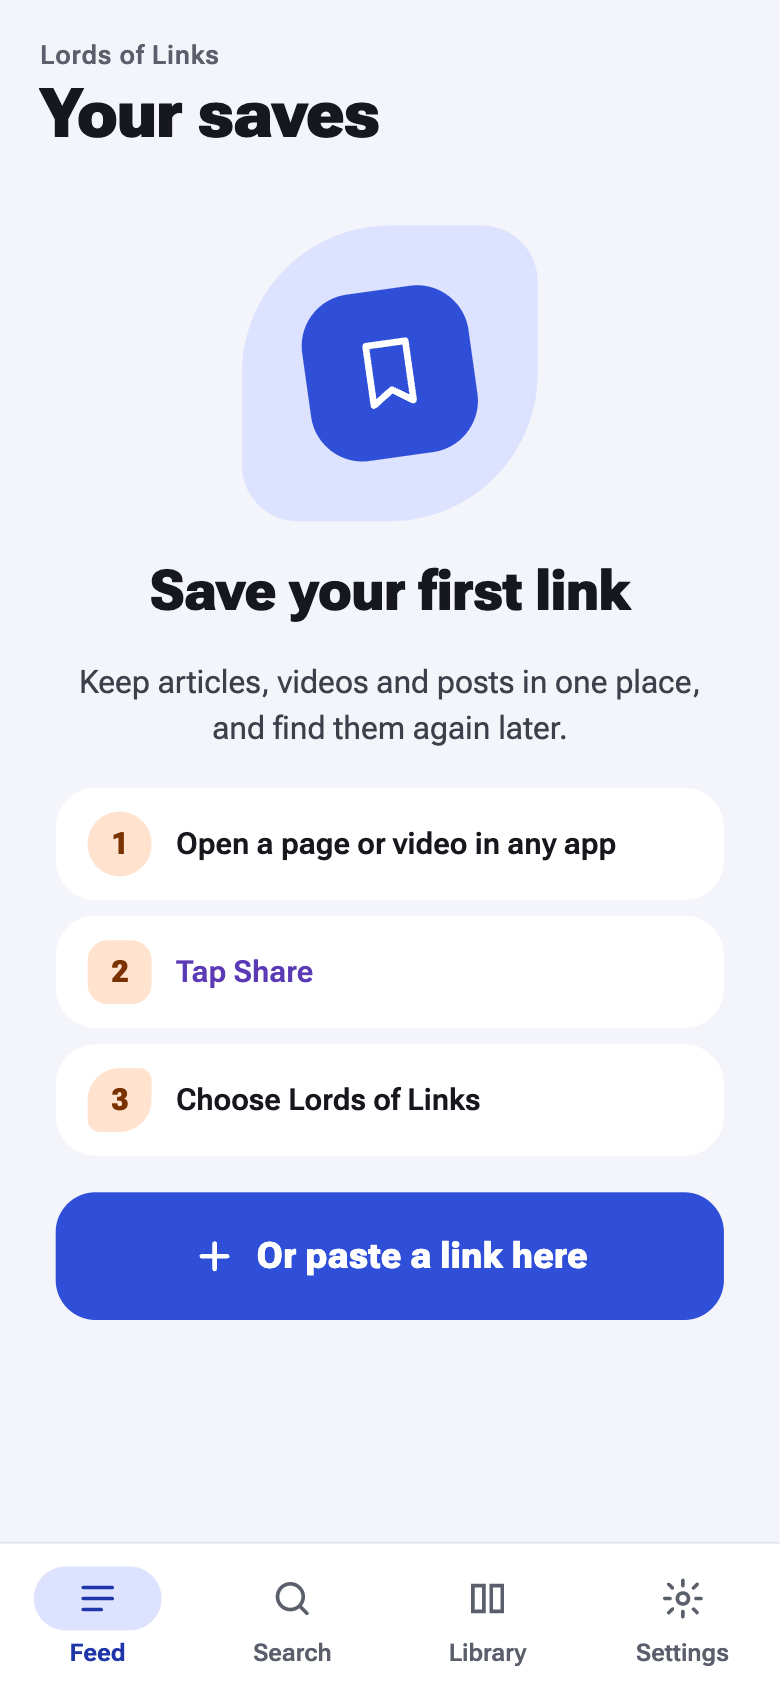 Lords of Links
Your saves
Save your first link
Keep articles, videos and posts in one place,
and find them again later.
1 Open a page or video in any app
2 Tap Share
3 Choose Lords of Links
Or paste a link here
Feed Search Library Settings